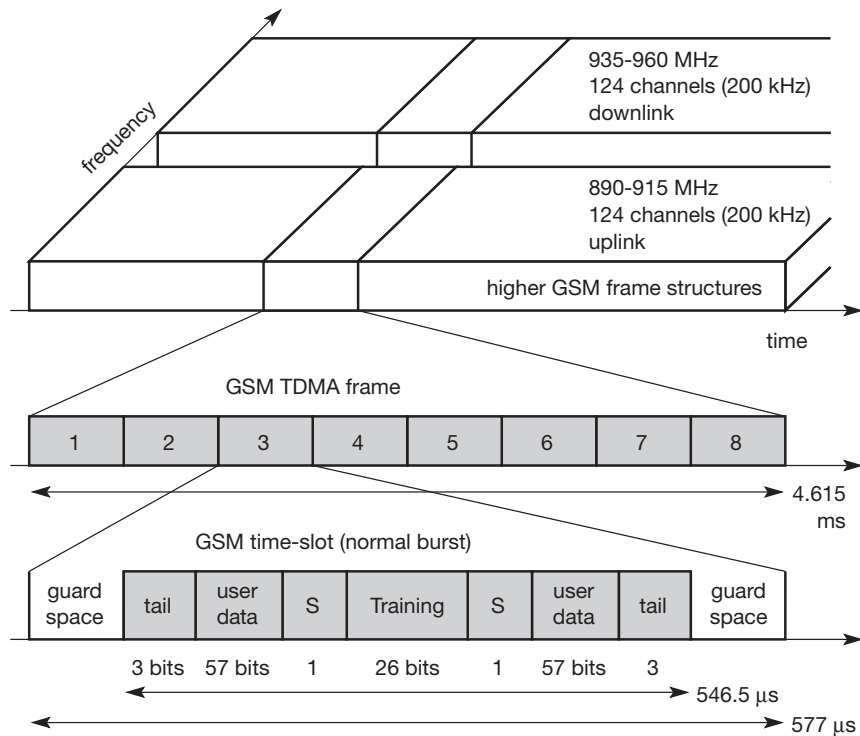 frequency
935-960 MHz
124 channels (200 kHz)
downlink
890-915 MHz
124 channels (200 kHz)
uplink
higher GSM frame structures
time
GSM TDMA frame
1 2 3 4 5 6 7 8
4.615
ms
GSM time-slot (normal burst)
guard
space
tail
user
data
S
Training
S
user
data
tail
guard
space
3 bits 57 bits 1 26 bits 1 57 bits 3
546.5 µs
577 µs